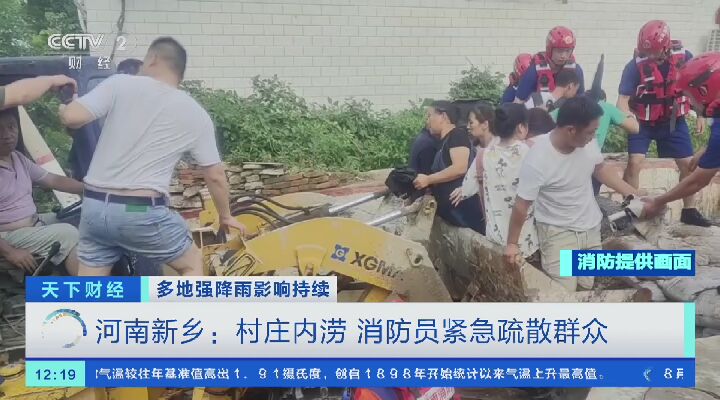 CCTV 2
财经
XGMA
消防提供画面
天下财经 多地强降雨影响持续
河南新乡：村庄内涝 消防员紧急疏散群众
12:19 气温较往年基准值高出1.91摄氏度，创自1898年开始统计以来气温上升最高值。 8月